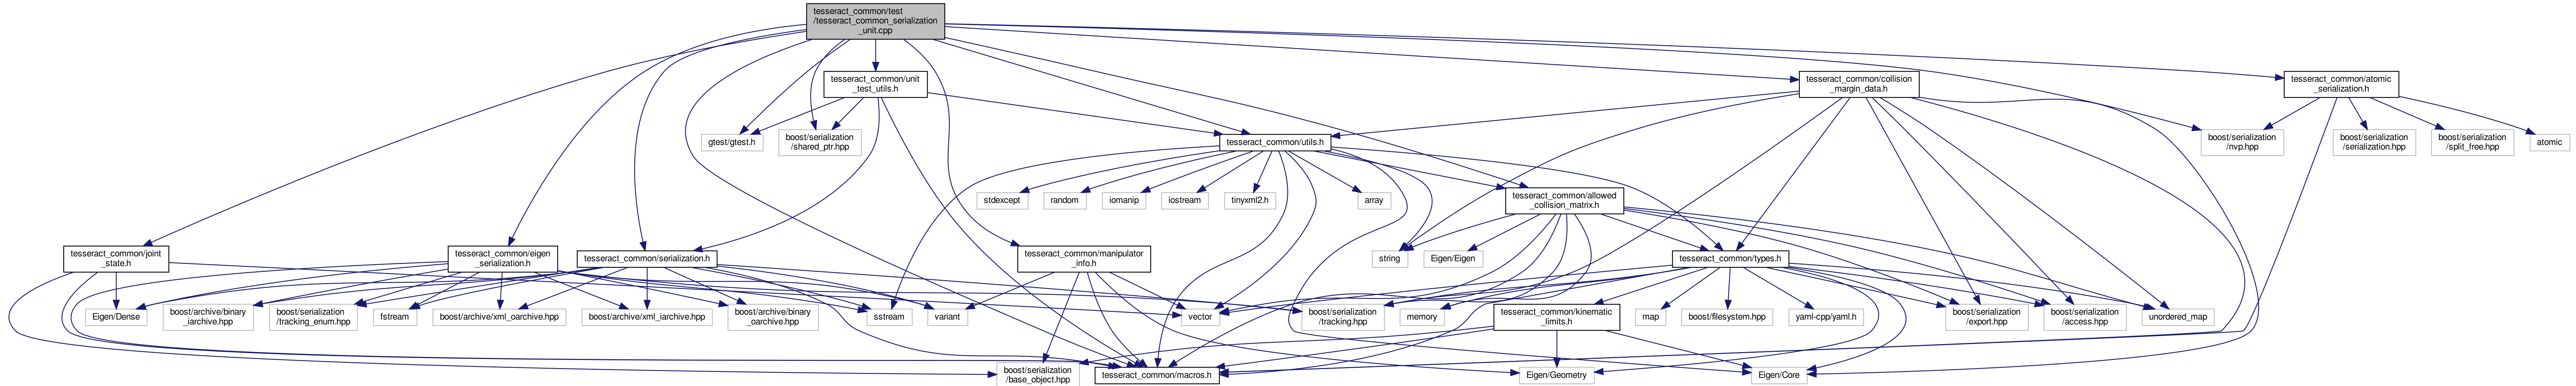 tesseract_common/test
/tesseract_common_serialization
_unit.cpp
tesseract_common/unit
_test_utils.h
tesseract_common/collision
_margin_data.h
tesseract_common/atomic
_serialization.h
gtest/gtest.h
boost/serialization
/shared_ptr.hpp
tesseract_common/utils.h
boost/serialization
/nvp.hpp
boost/serialization
/serialization.hpp
boost/serialization
/split_free.hpp
atomic
stdexcept
random
iomanip
iostream
tinyxml2.h
array
tesseract_common/allowed
_collision_matrix.h
tesseract_common/joint
_state.h
tesseract_common/eigen
_serialization.h
tesseract_common/serialization.h
tesseract_common/manipulator
_info.h
string
Eigen/Eigen
tesseract_common/types.h
Eigen/Dense
boost/archive/binary
_iarchive.hpp
boost/serialization
/tracking_enum.hpp
fstream
boost/archive/xml_oarchive.hpp
boost/archive/xml_iarchive.hpp
boost/archive/binary
_oarchive.hpp
sstream
variant
vector
boost/serialization
/tracking.hpp
memory
tesseract_common/kinematic
_limits.h
map
boost/filesystem.hpp
yaml-cpp/yaml.h
boost/serialization
/export.hpp
boost/serialization
/access.hpp
unordered_map
boost/serialization
/base_object.hpp
tesseract_common/macros.h
Eigen/Geometry
Eigen/Core